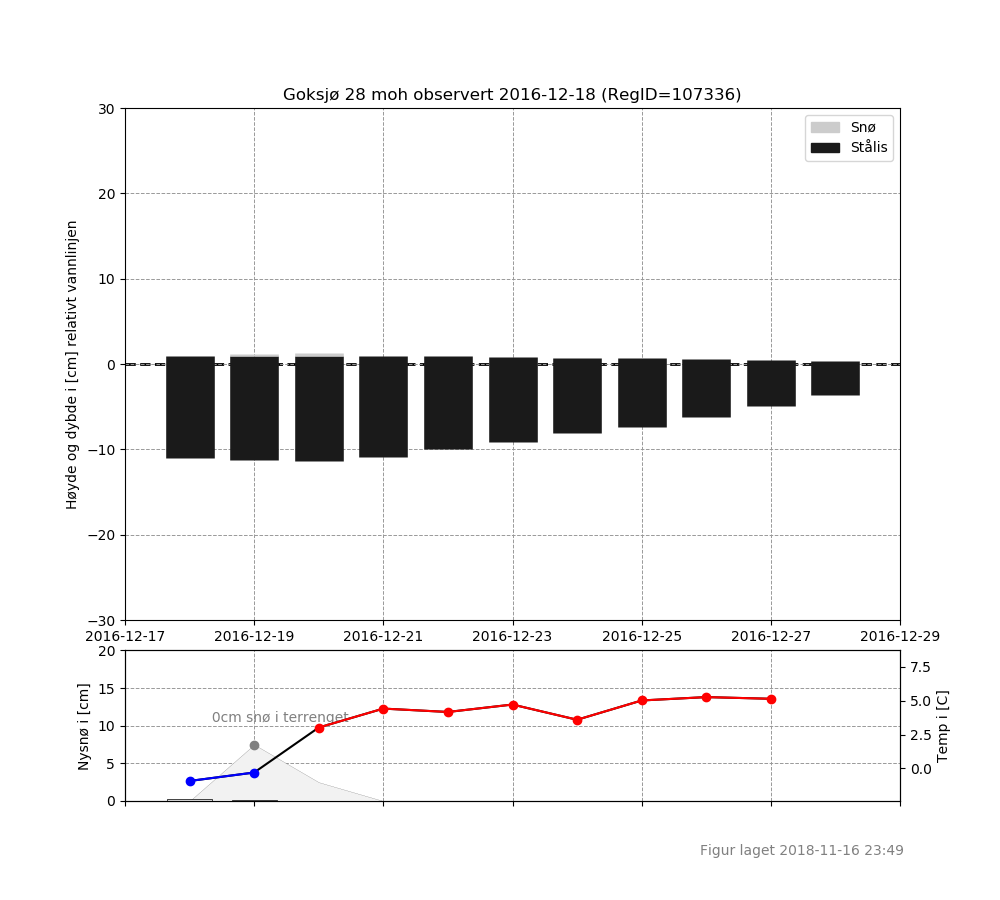 Goksjø 28 moh observert 2016-12-18 (RegID=107336)
Høyde og dybde i [cm] relativt vannlinjen
30
20
10
0
−10
−20
−30
Snø
Stålis
2016-12-17 2016-12-19 2016-12-21 2016-12-23 2016-12-25 2016-12-27 2016-12-29
Nysnø i [cm]
20
15
10
5
0
0cm snø i terrenget
7.5
5.0
2.5
0.0
Temp i [C]
Figur laget 2018-11-16 23:49